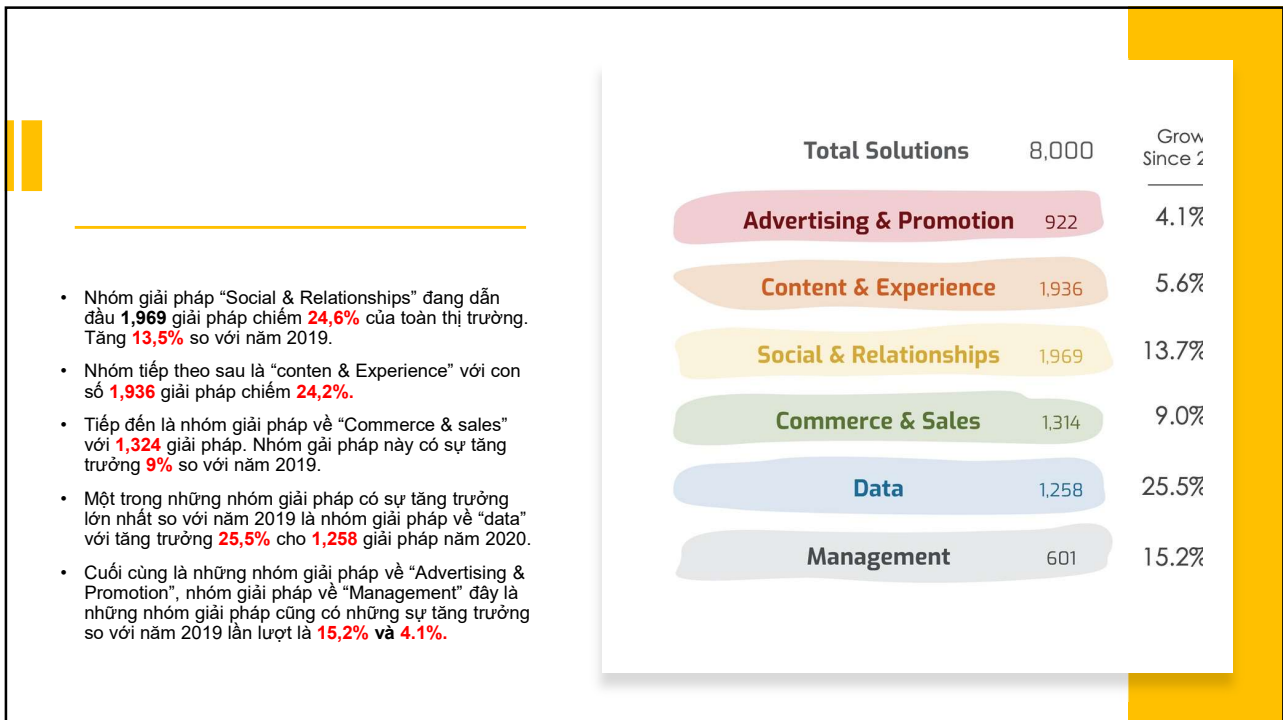 • Nhóm giải pháp “Social & Relationships” đang dẫn
đầu 1,969 giải pháp chiếm 24,6% của toàn thị trường.
Tăng 13,5% so với năm 2019.
• Nhóm tiếp theo sau là “conten & Experience” với con
số 1,936 giải pháp chiếm 24,2%.
• Tiếp đến là nhóm giải pháp về “Commerce & sales”
với 1,324 giải pháp. Nhóm gải pháp này có sự tăng
trưởng 9% so với năm 2019.
• Một trong những nhóm giải pháp có sự tăng trưởng
lớn nhất so với năm 2019 là nhóm giải pháp về “data”
với tăng trưởng 25,5% cho 1,258 giải pháp năm 2020.
• Cuối cùng là những nhóm giải pháp về “Advertising &
Promotion”, nhóm giải pháp về “Management” đây là
những nhóm giải pháp cũng có những sự tăng trưởng
so với năm 2019 lần lượt là 15,2% và 4.1%.
Total Solutions 8,000
Grow
Since 2
Advertising & Promotion 922 4.1%
Content & Experience 1,936 5.6%
Social & Relationships 1,969 13.7%
Commerce & Sales 1,314 9.0%
Data 1,258 25.5%
Management 601 15.2%